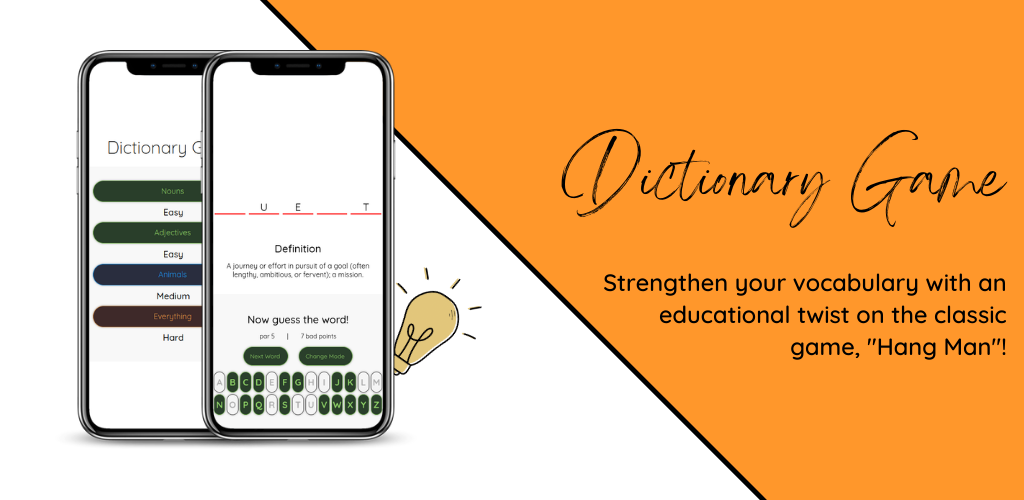 Dictionary G
Nouns
Easy
Adjectives
Easy
Animals
Medium
Everything
Hard
U E T
Definition
A journey or effort in pursuit of a goal (often
lengthy, ambitious, or fervent); a mission.
Now guess the word!
par 5 | 7 bad points
Next Word Change Mode
A B C D E F G H I J K L M
N O P Q R S T U V W X Y Z
Dictionary Game
Strengthen your vocabulary with an
educational twist on the classic
game, "Hang Man"!